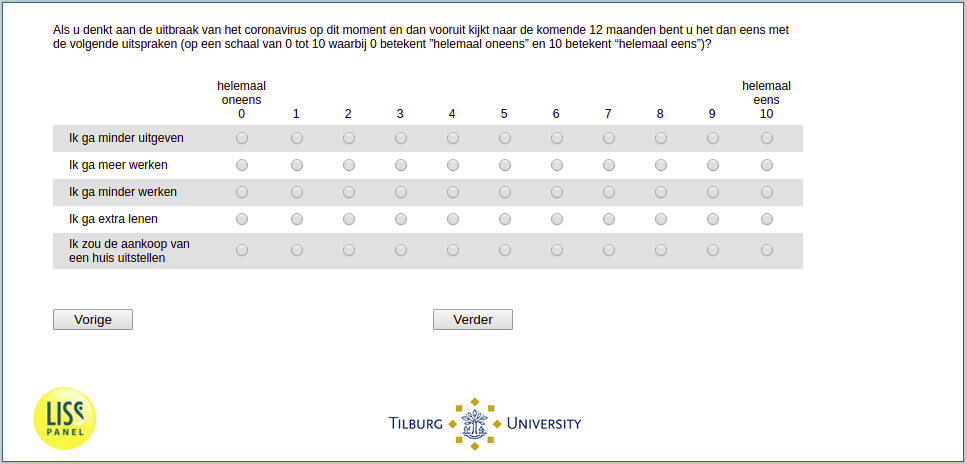 Als u denkt aan de uitbraak van het coronavirus op dit moment en dan vooruit kijkt naar de komende 12 maanden bent u het dan eens met
de volgende uitspraken (op een schaal van 0 tot 10 waarbij 0 betekent ”helemaal oneens” en 10 betekent “helemaal eens”)?
helemaal oneens 0 1 2 3 4 5 6 7 8 9 helemaal eens 10
Ik ga minder uitgeven
Ik ga meer werken
Ik ga minder werken
Ik ga extra lenen
Ik zou de aankoop van
een huis uitstellen
Vorige Verder
LISS
PANEL
TILBURG UNIVERSITY